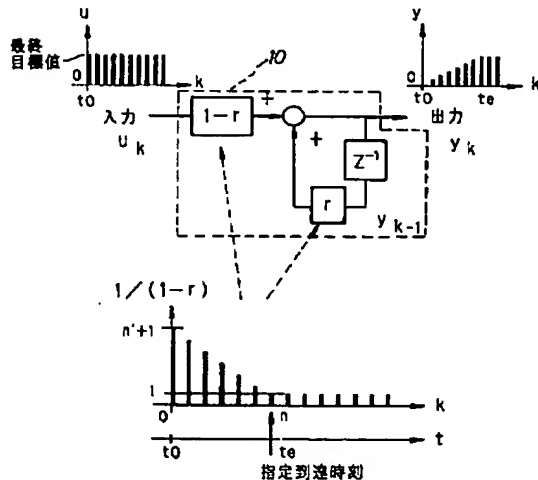 u
最終
目標値
0
t0
k
10
y
0
t0
te
k
入力
u k
1-r
+
+
出力
y k
Z⁻¹
r
y k-1
1/(1-r)
n'+1
1
0
n
k
t0
te
t
指定到達時刻